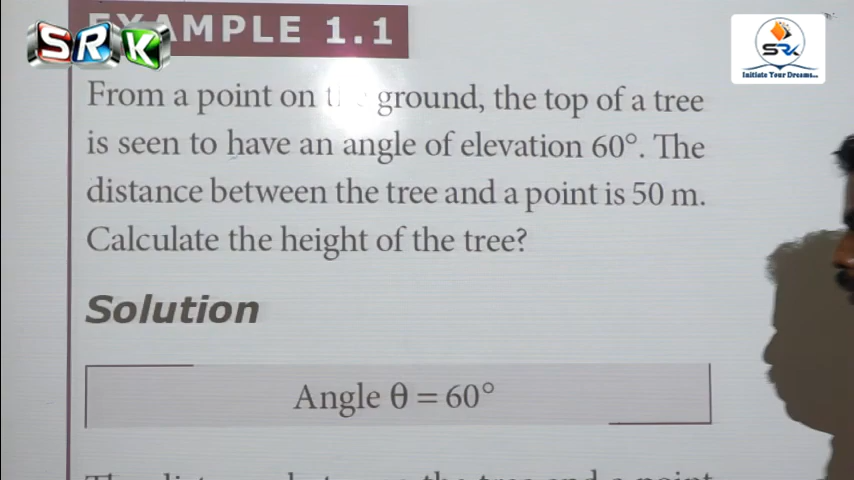 SRK
EXAMPLE 1.1
SRK
Initiate Your Dreams...
From a point on the ground, the top of a tree
is seen to have an angle of elevation 60°. The
distance between the tree and a point is 50 m.
Calculate the height of the tree?
Solution
Angle θ = 60°